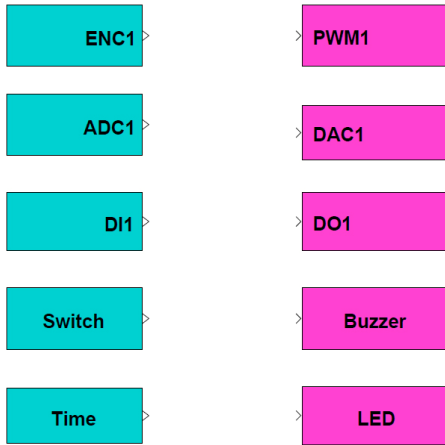 ENC1
PWM1
ADC1
DAC1
DI1
DO1
Switch
Buzzer
Time
LED